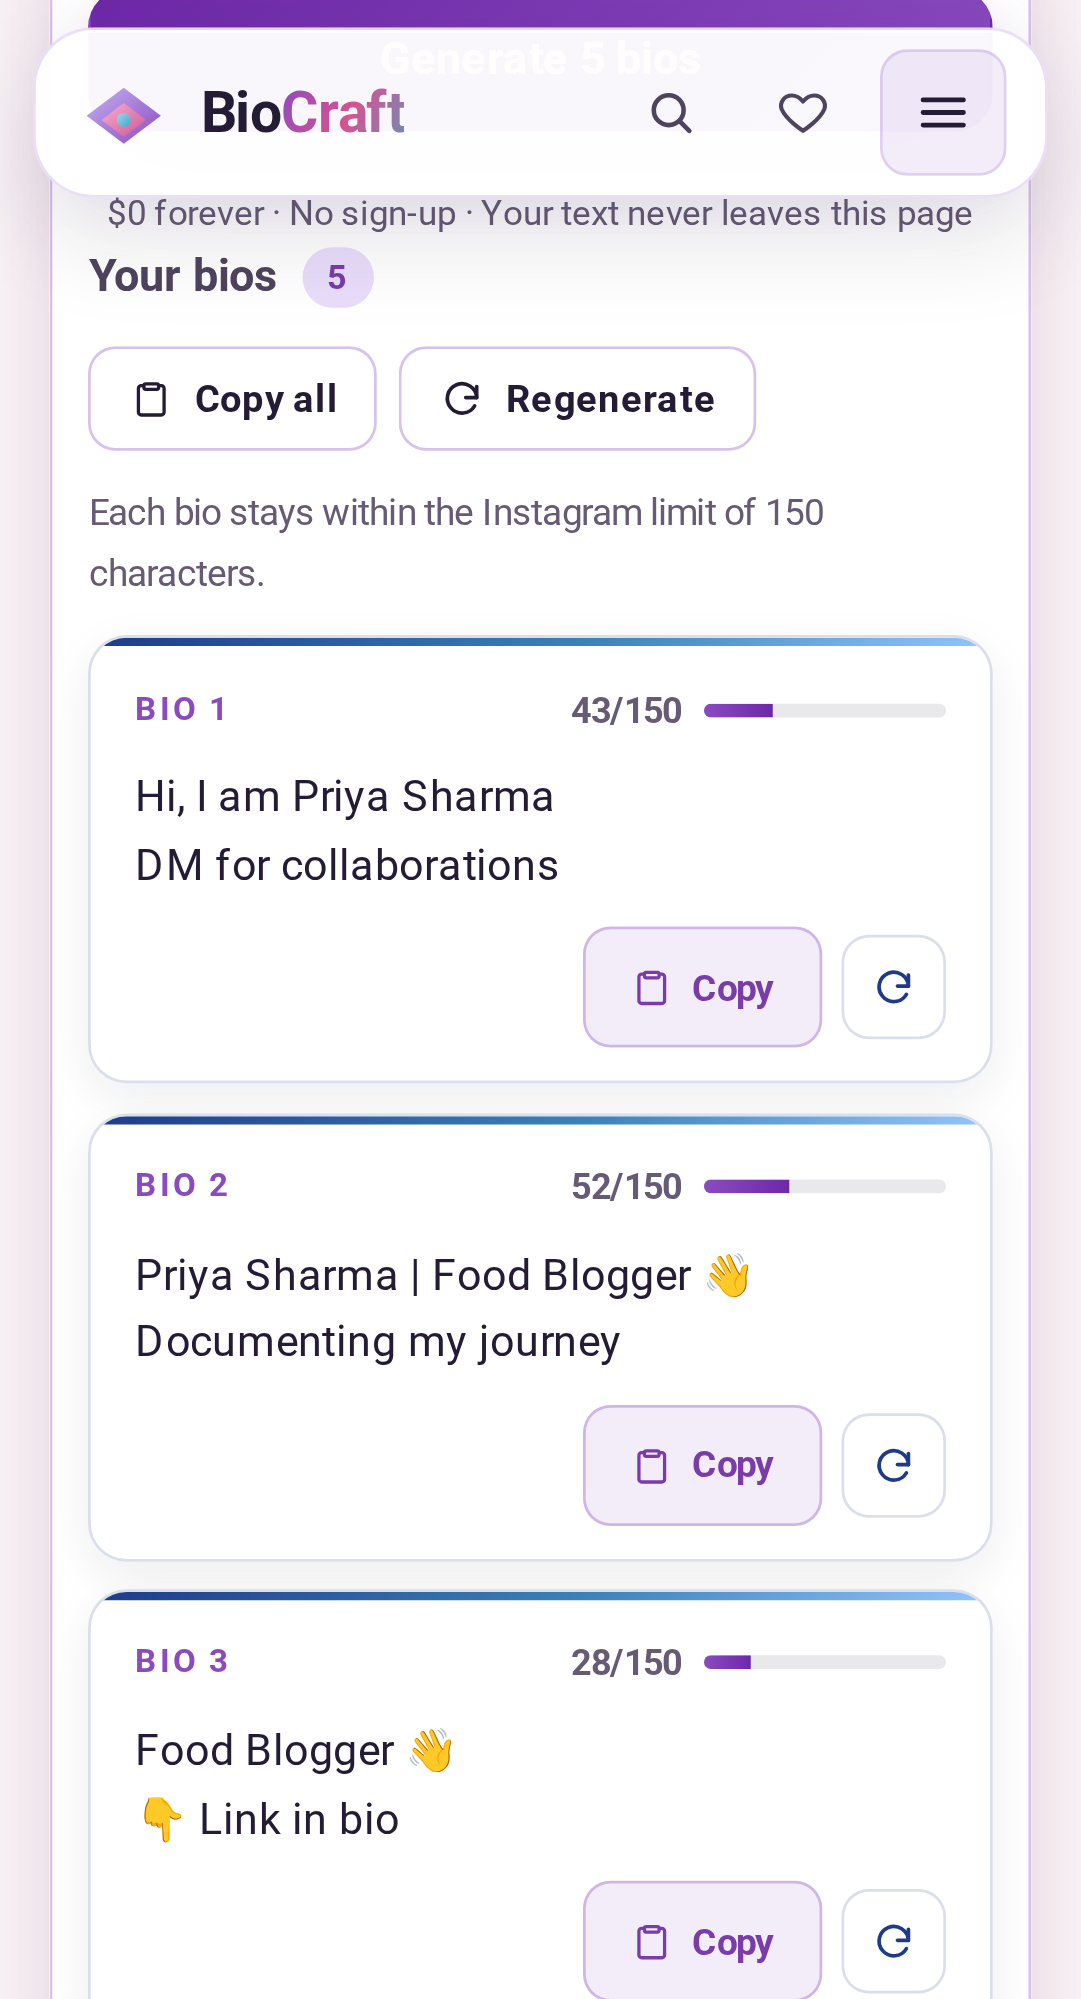 Generate 5 bios
BioCraft
$0 forever · No sign-up · Your text never leaves this page
Your bios 5
Copy all Regenerate
Each bio stays within the Instagram limit of 150
characters.
BIO 1 43/150
Hi, I am Priya Sharma
DM for collaborations
Copy
BIO 2 52/150
Priya Sharma | Food Blogger 👋
Documenting my journey
Copy
BIO 3 28/150
Food Blogger 👋
👇 Link in bio
Copy